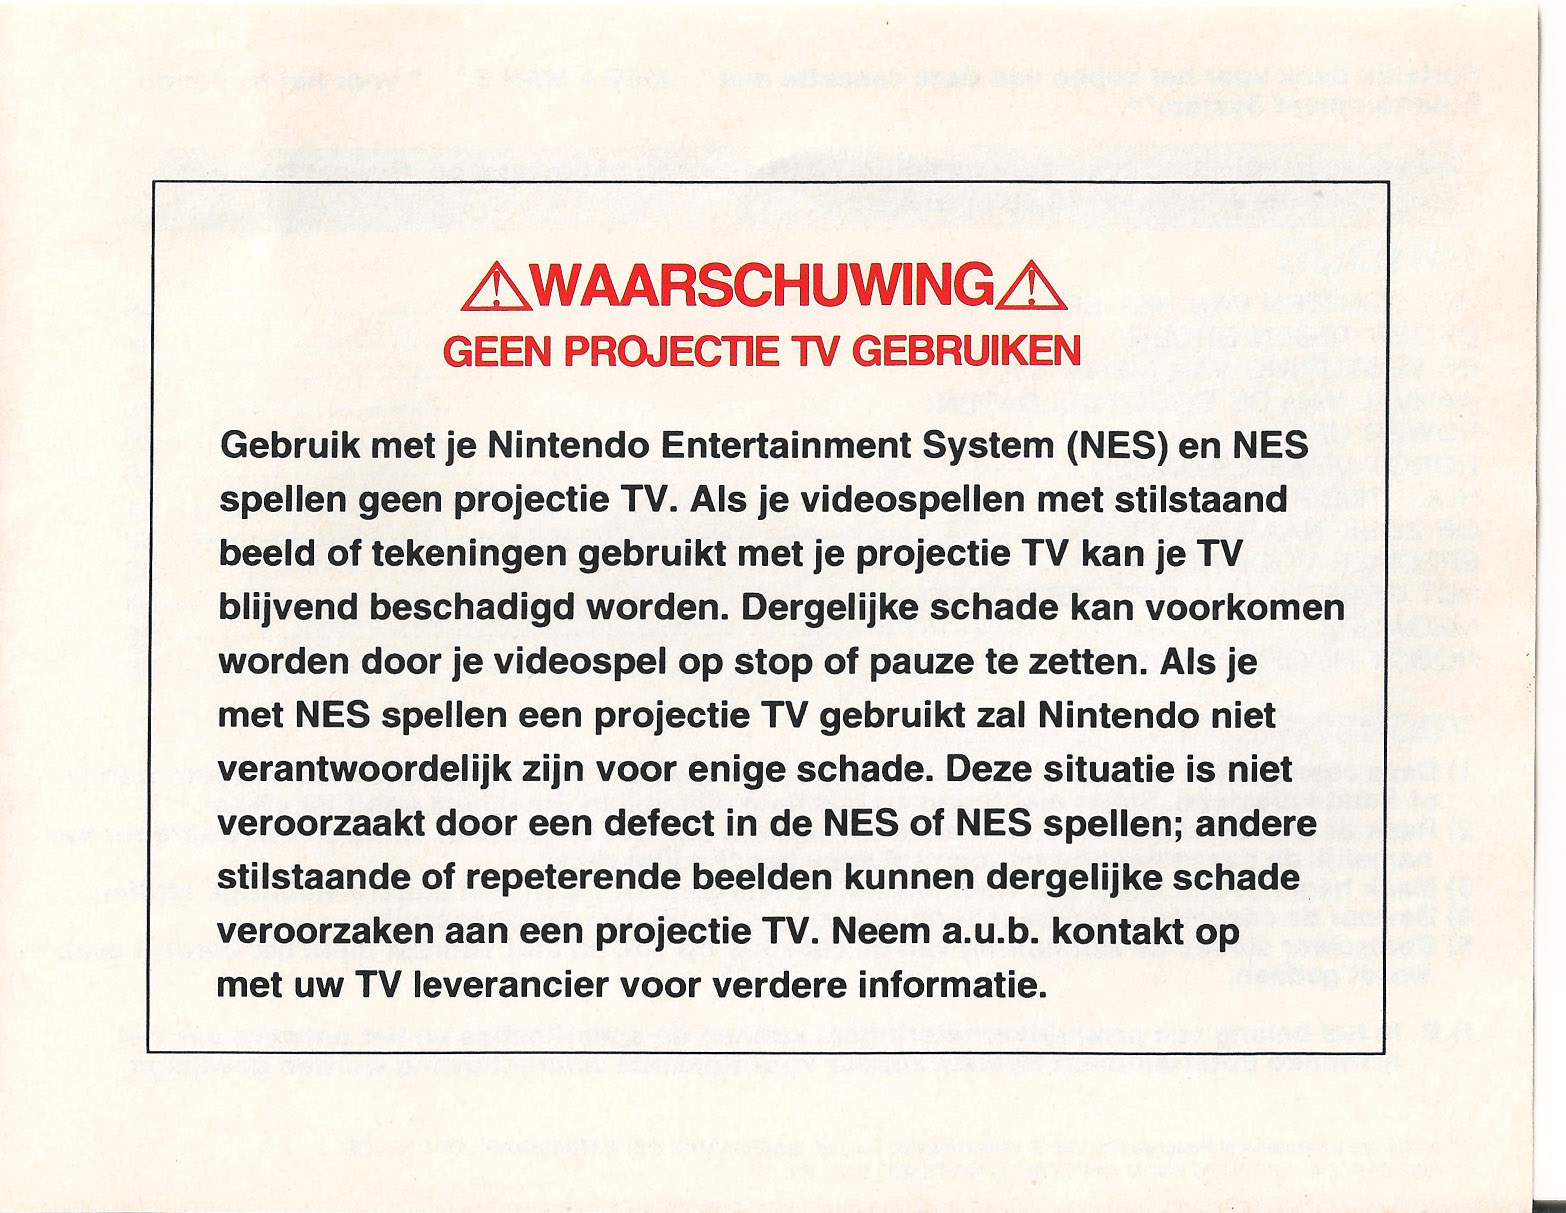 WAARSCHUWING
GEEN PROJECTIE TV GEBRUIKEN
Gebruik met je Nintendo Entertainment System (NES) en NES
spellen geen projectie TV. Als je videospellen met stilstaand
beeld of tekeningen gebruikt met je projectie TV kan je TV
blijvend beschadigd worden. Dergelijke schade kan voorkomen
worden door je videospel op stop of pauze te zetten. Als je
met NES spellen een projectie TV gebruikt zal Nintendo niet
verantwoordelijk zijn voor enige schade. Deze situatie is niet
veroorzaakt door een defect in de NES of NES spellen; andere
stilstaande of repeterende beelden kunnen dergelijke schade
veroorzaken aan een projectie TV. Neem a.u.b. kontakt op
met uw TV leverancier voor verdere informatie.